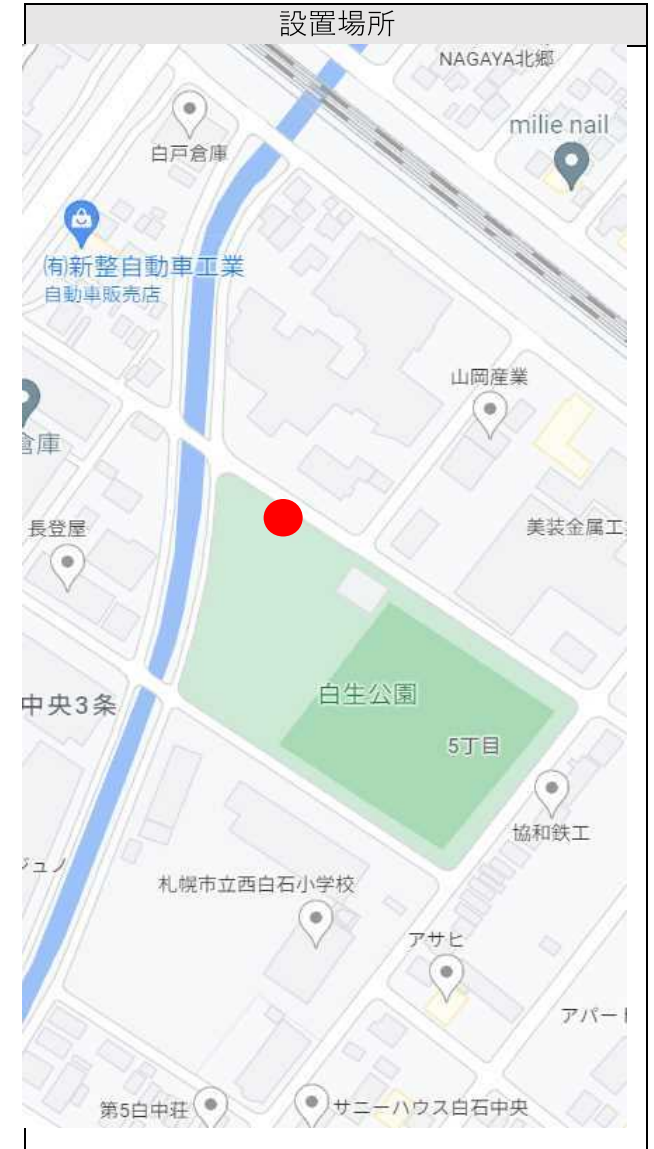 設置場所
NAGAYA北郷
milie nail
白戸倉庫
(有)新整自動車工業
自動車販売店
山岡産業
倉庫
長登屋
美装金属工
白生公園
中央3条
5丁目
協和鉄工
ジュノ
札幌市立西白石小学校
アサヒ
アパート
第5白中荘
サニーハウス白石中央